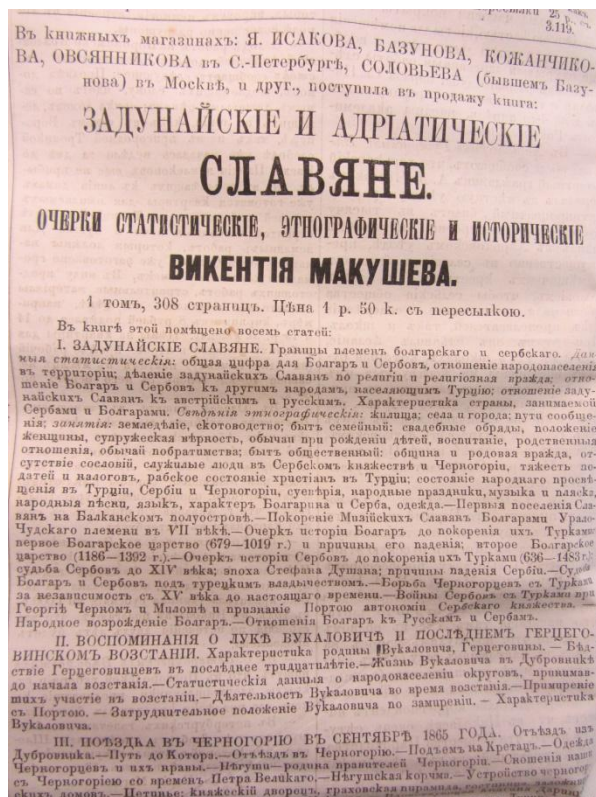 25
р.,
3.119.
Въ книжныхъ магазинахъ: Я. ИСАКОВА, БАЗУНОВА, КОЖАНЧИКО-
ВА, ОВСЯННИКОВА въ С.-Петербургѣ, СОЛОВЬЕВА (бывшемъ Базу-
нова) въ Москвѣ, и друг., поступила въ продажу книга:
ЗАДУНАЙСКІЕ И АДРІАТИЧЕСКІЕ
СЛАВЯНЕ.
ОЧЕРКИ СТАТИСТИЧЕСКІЕ, ЭТНОГРАФИЧЕСКІЕ И ИСТОРИЧЕСКІЕ
ВИКЕНТІЯ МАКУШЕВА.
1 томъ, 308 страницъ. Цѣна 1 р. 50 к. съ пересылкою.
Въ книгѣ этой помѣщено восемь статей:
I. ЗАДУНАЙСКІЕ СЛАВЯНЕ. Границы племенъ болгарскаго и сербскаго. Дан-
ныя статистическія: общая цифра для Болгаръ и Сербовъ, отношеніе народонаселенія
къ территоріи; дѣленіе задунайскихъ Славянъ по религіи и религіозная вражда; отно-
шеніе Болгаръ и Сербовъ къ другимъ народамъ, населяющимъ Турцію; отношеніе заду-
найскихъ Славянъ къ австрійскимъ и русскимъ. Характеристика страны, занимаемой
Сербами и Болгарами. Свѣдѣнія этнографическія: жилища; села и города; пути сообще-
нія; занятія: земледѣліе, скотоводство; бытъ семейный: свадебные обряды, положеніе
женщины, супружеская вѣрность, обычаи при рожденіи дѣтей, воспитаніе, родственныя
отношенія, обычай побратимства; бытъ общественный: община и родовая вражда, от-
сутствіе сословій, служилые люди въ Сербскомъ княжествѣ и Черногоріи, тяжесть по-
датей и налоговъ, рабское состояніе христіанъ въ Турціи; состояніе народнаго просвѣ-
щенія въ Турціи, Сербіи и Черногоріи, суевѣрія, народные праздники, музыка и пляска,
народныя пѣсни, языкъ, характеръ Болгарина и Серба, одежда.—Первыя поселенія Сла-
вянъ на Балканскомъ полуостровѣ.—Покореніе Мизійскихъ Славянъ Болгарами Урало-
Чудскаго племени въ VII вѣкѣ.—Очеркъ исторіи Болгаръ до покоренія ихъ Турками:
первое Болгарское царство (679—1019 г.) и причины его паденія; второе Болгарское
царство (1186—1392 г.)—Очеркъ исторіи Сербовъ до покоренія ихъ Турками (636—1483 г.):
судьба Сербовъ до XIV вѣка; эпоха Стефана Душана; причины паденія Сербіи.—Судьба
Болгаръ и Сербовъ подъ турецкимъ владычествомъ.—Борьба Черногорцевъ съ Турками
за независимость съ XV вѣка до настоящаго времени.—Войны Сербовъ съ Турками при
Георгіѣ Черномъ и Милошѣ и признаніе Портою автономіи Сербскаго княжества.—
Народное возрожденіе Болгаръ.—Отношенія Болгаръ къ Русскимъ и Сербамъ.
II. ВОСПОМИНАНІЯ О ЛУКѢ ВУКАЛОВИЧѢ И ПОСЛѢДНЕМЪ ГЕРЦЕГО-
ВИНСКОМЪ ВОЗСТАНІИ. Характеристика родины Вукаловича, Герцеговины. — Бѣд-
ствіе Герцеговинцевъ въ послѣднее тридцатилѣтіе.—Жизнь Вукаловича въ Дубровникѣ
до начала возстанія.—Статистическія данныя о народонаселеніи округовъ, принимав-
шихъ участіе въ возстаніи.—Дѣятельность Вукаловича во время возстанія.—Примиреніе
съ Портою. — Затруднительное положеніе Вукаловича по замиреніи. — Характеристика
Вукаловича.
III. ПОѢЗДКА ВЪ ЧЕРНОГОРІЮ ВЪ СЕНТЯБРѢ 1865 ГОДА. Отъѣздъ изъ
Дубровника.—Путь до Котора.—Отъѣздъ въ Черногорію.—Подъемъ на Кретацъ.—Одежда
Черногорцевъ и ихъ нравы.—Нѣгуши—родина правителей Черногоріи.—Сношенія нашя
съ Черногоріею со временъ Петра Великаго.—Нѣгушская корчма.—Устройство черногор-
скихъ домовъ.—Цетинье: княжескій дворецъ, граховская пирамида,